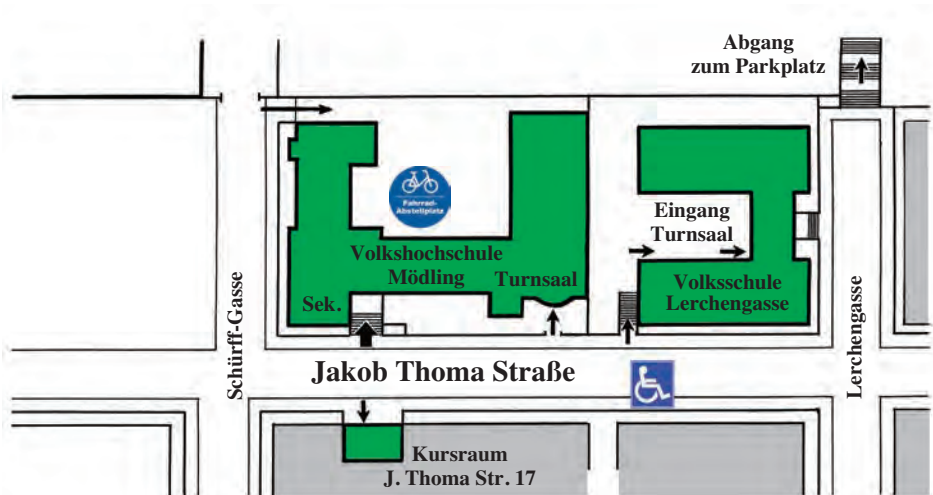 Abgang
zum Parkplatz
Fahrrad-
Abstellplatz
Eingang
Turnsaal
Volkshochschule
Mödling
Turnsaal
Volksschule
Lerchengasse
Sek.
Schürff-Gasse
Lerchengasse
Jakob Thoma Straße
Kursraum
J. Thoma Str. 17